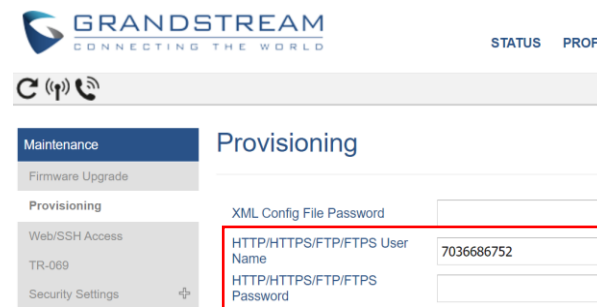 GRANDSTREAM
CONNECTING THE WORLD
STATUS PROF
Maintenance
Provisioning
Firmware Upgrade
Provisioning
XML Config File Password
Web/SSH Access
HTTP/HTTPS/FTP/FTPS User
Name
7036686752
TR-069
HTTP/HTTPS/FTP/FTPS
Password
Security Settings